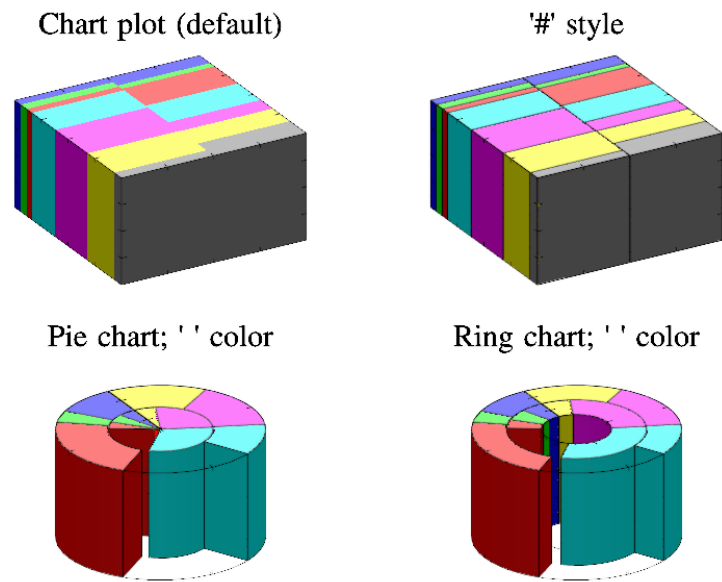 Chart plot (default)
'#' style
Pie chart; ' ' color
Ring chart; ' ' color